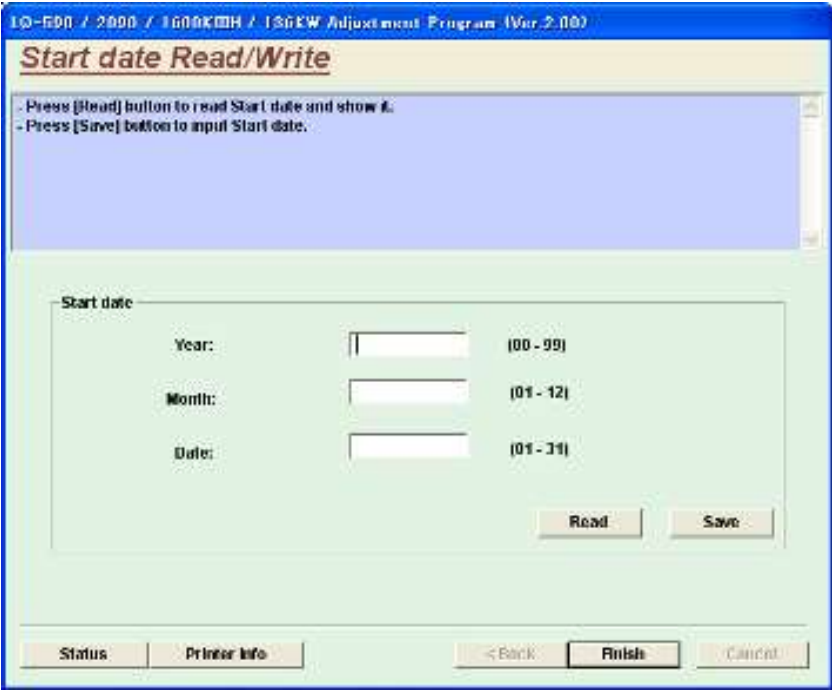 LQ-590 / 2090 / 1600KIIIH / 136KW Adjustment Program (Ver.2.00)
Start date Read/Write
- Press [Read] button to read Start date and show it.
- Press [Save] button to input Start date.
Start date
Year: (00 - 99)
Month: (01 - 12)
Date: (01 - 31)
Read Save
Status Printer Info < Back Finish Cancel